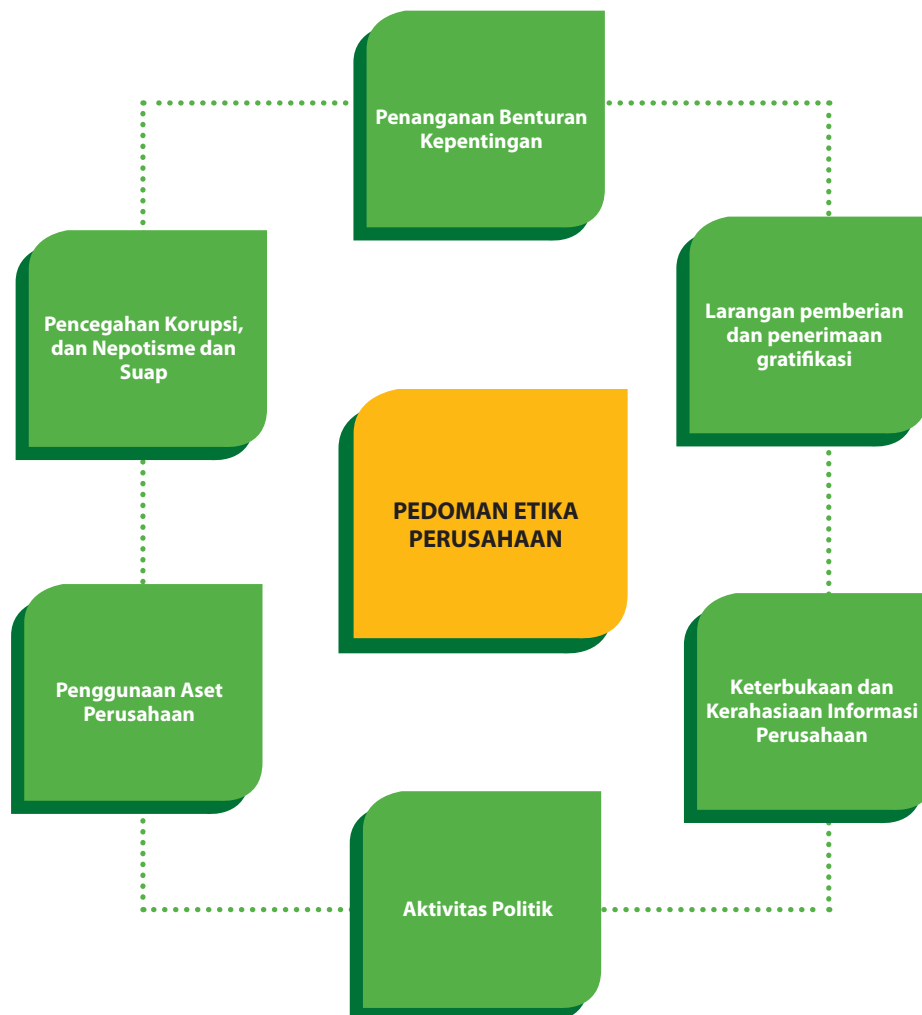 Penanganan Benturan
Kepentingan
Pencegahan Korupsi,
dan Nepotisme dan
Suap
Larangan pemberian
dan penerimaan
gratifikasi
PEDOMAN ETIKA
PERUSAHAAN
Penggunaan Aset
Perusahaan
Keterbukaan dan
Kerahasiaan Informasi
Perusahaan
Aktivitas Politik